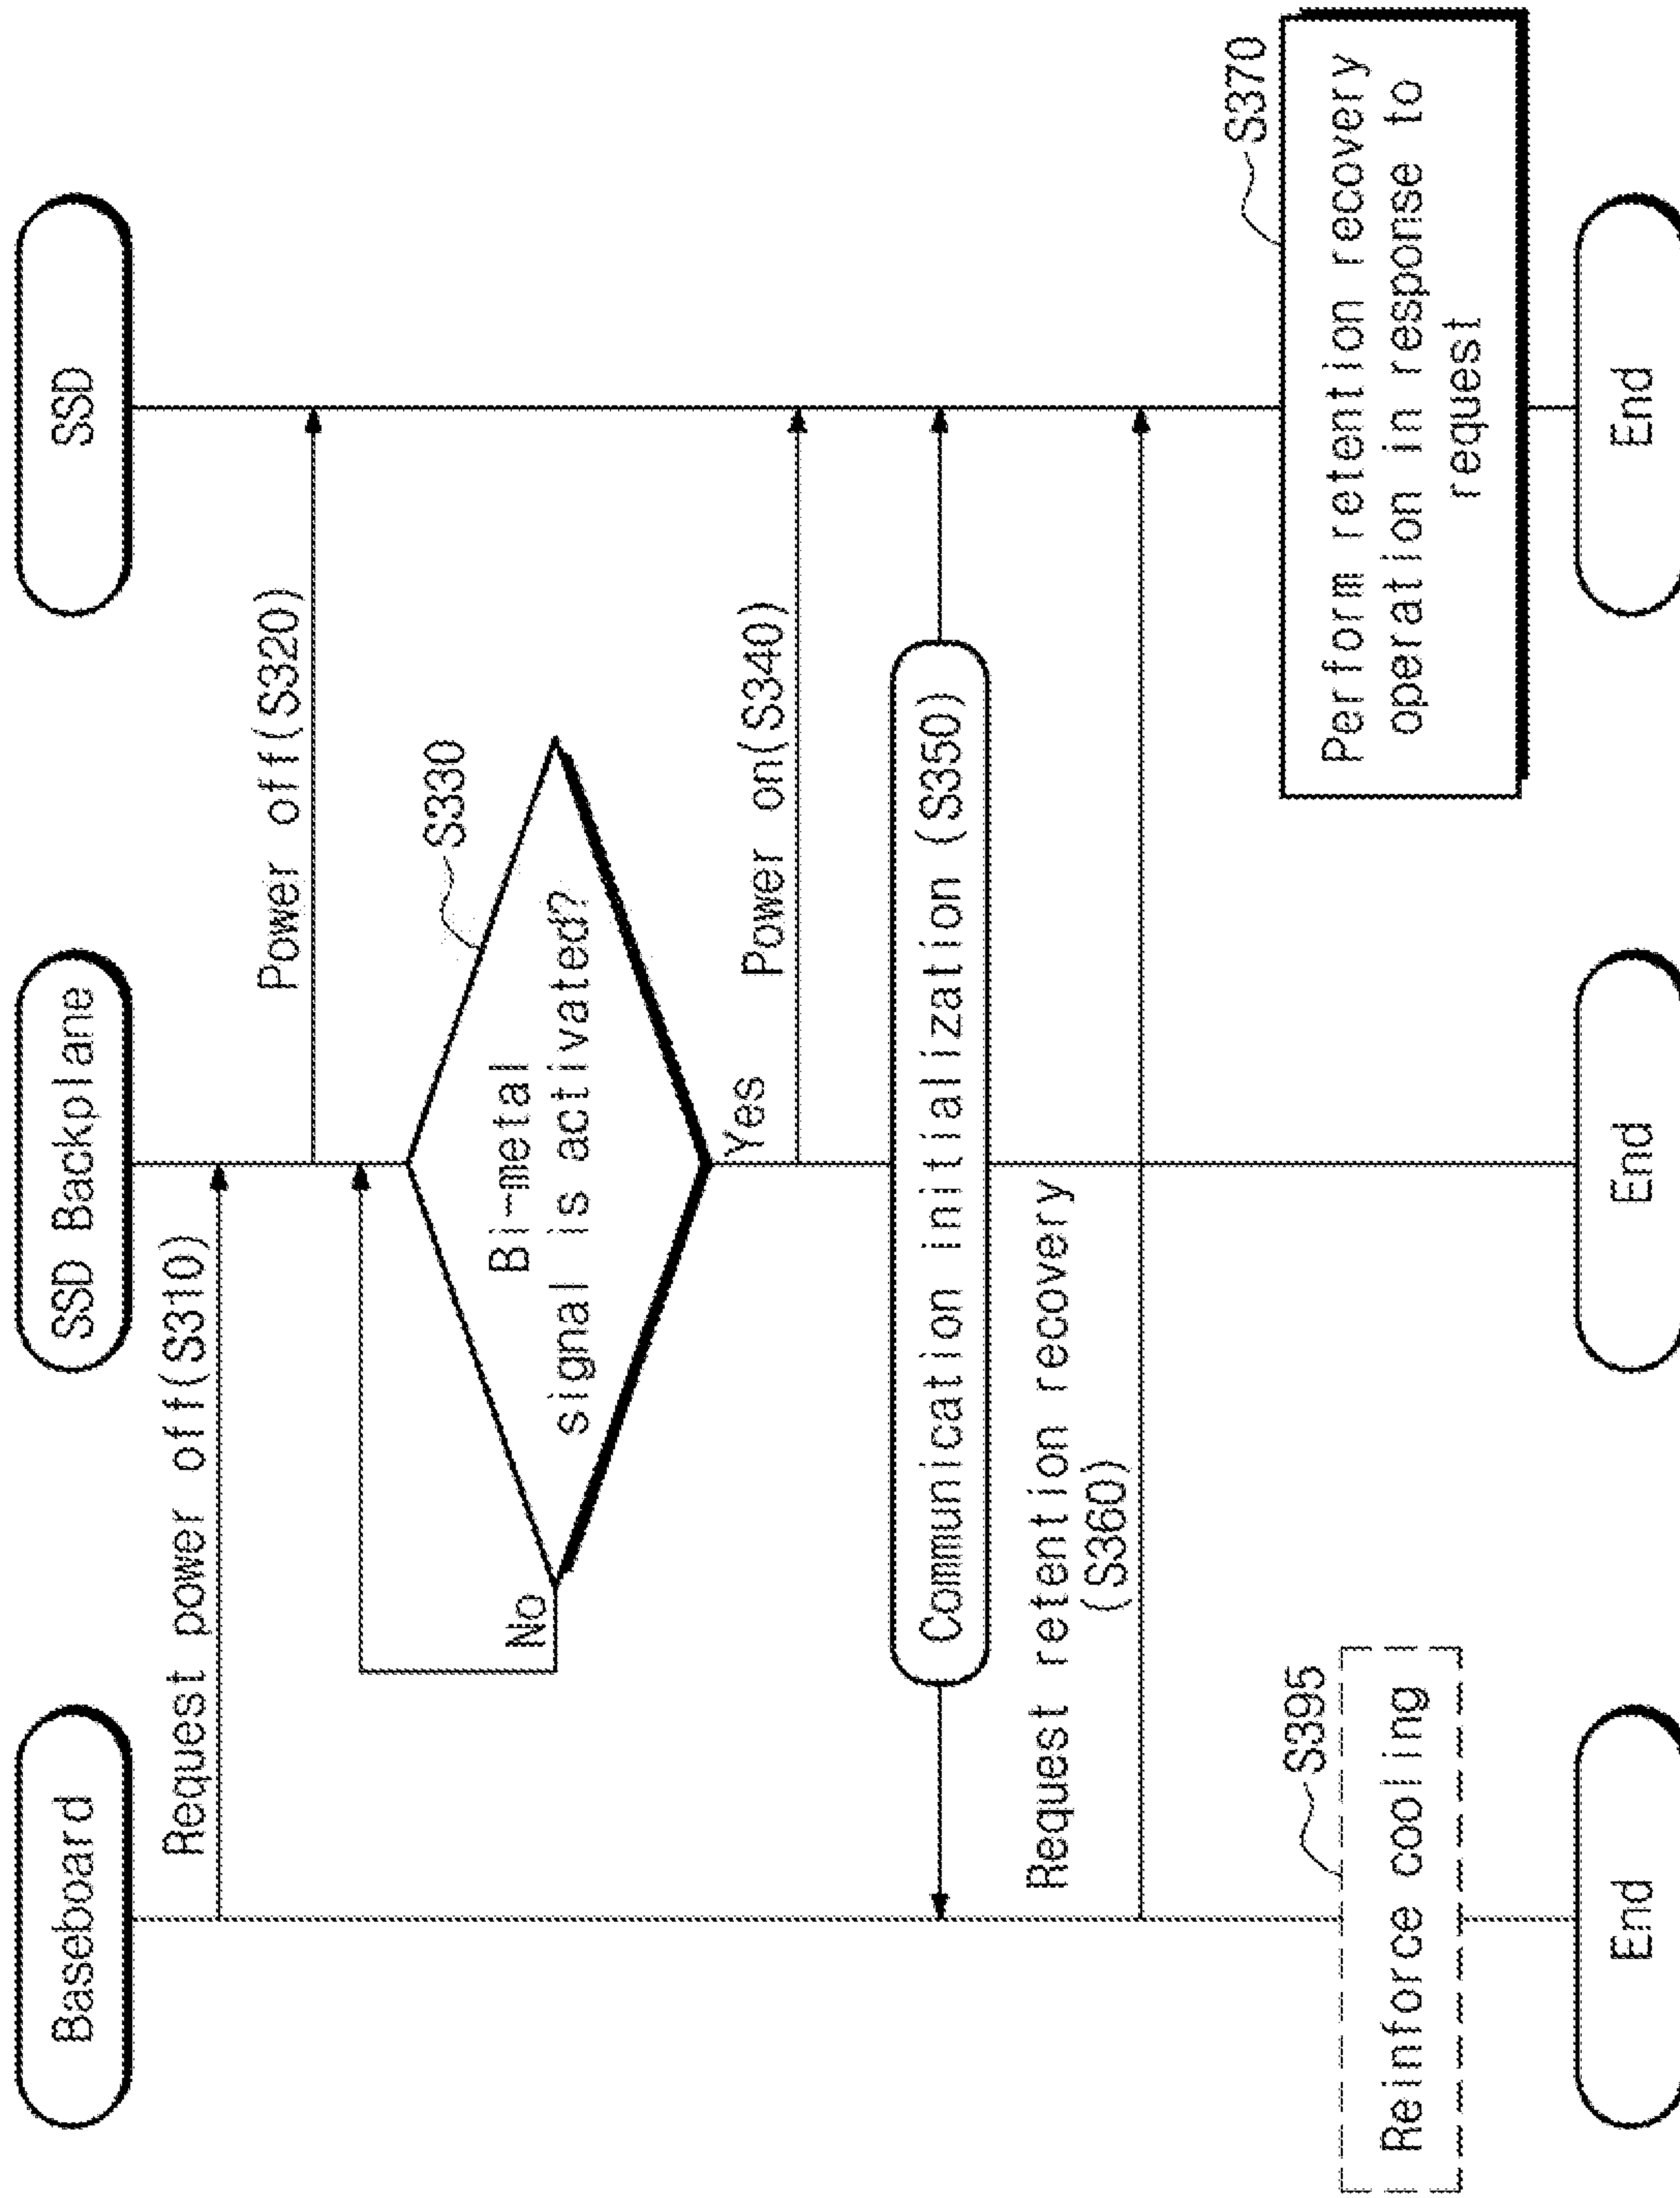 Baseboard
SSD Backplane
SSD
Request power off(S310)
Power off(S320)
S330
Bi-metal
signal is activated?
No
Yes
Power on(S340)
Communication initialization (S350)
Request retention recovery
(S360)
S370
Perform retention recovery
operation in response to
request
S395
Reinforce cooling
End
End
End